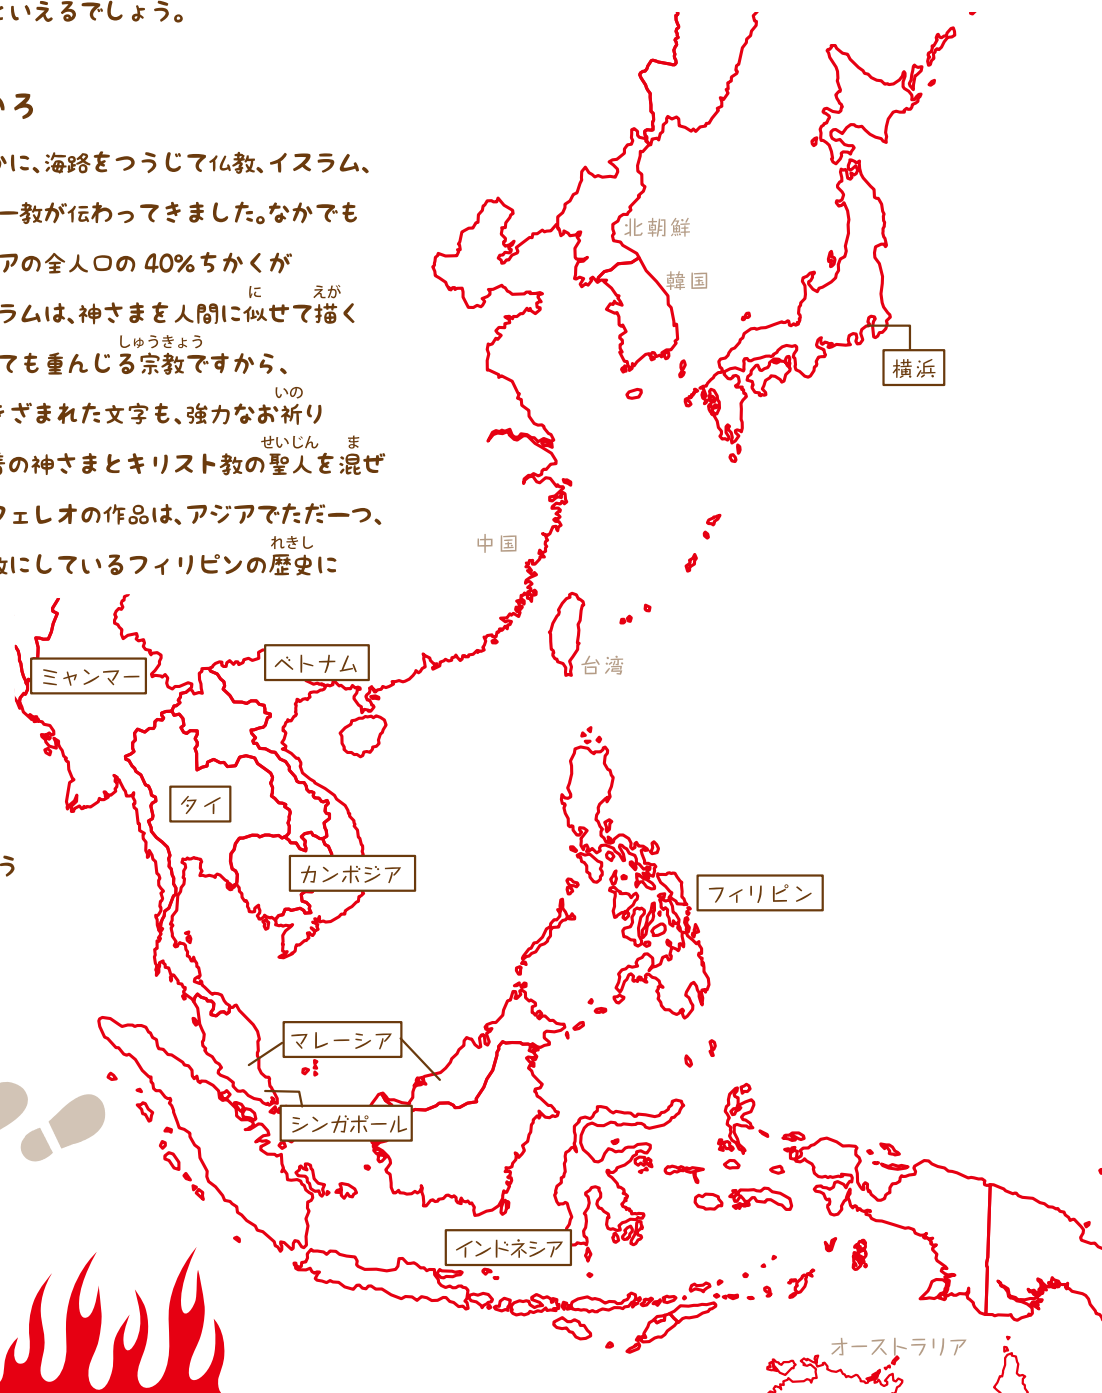 といえるでしょう。
いろ
かに、海路をつうじて仏教、イスラム、
ー教が伝わってきました。なかでも
アの全人口の40%ちかくが
ラムは、神さまを人間に似せて描く
に えが
ても重んじる宗教ですから、
しゅうきょう
きざまれた文字も、強力なお祈り
いの
の神さまとキリスト教の聖人を混ぜ
せいじん ま
フェレオの作品は、アジアでただ一つ、
教にしているフィリピンの歴史に
れきし
う
北朝鮮
韓国
横浜
中国
台湾
ミャンマー
ベトナム
タイ
カンボジア
フィリピン
マレーシア
シンガポール
インドネシア
オーストラリア